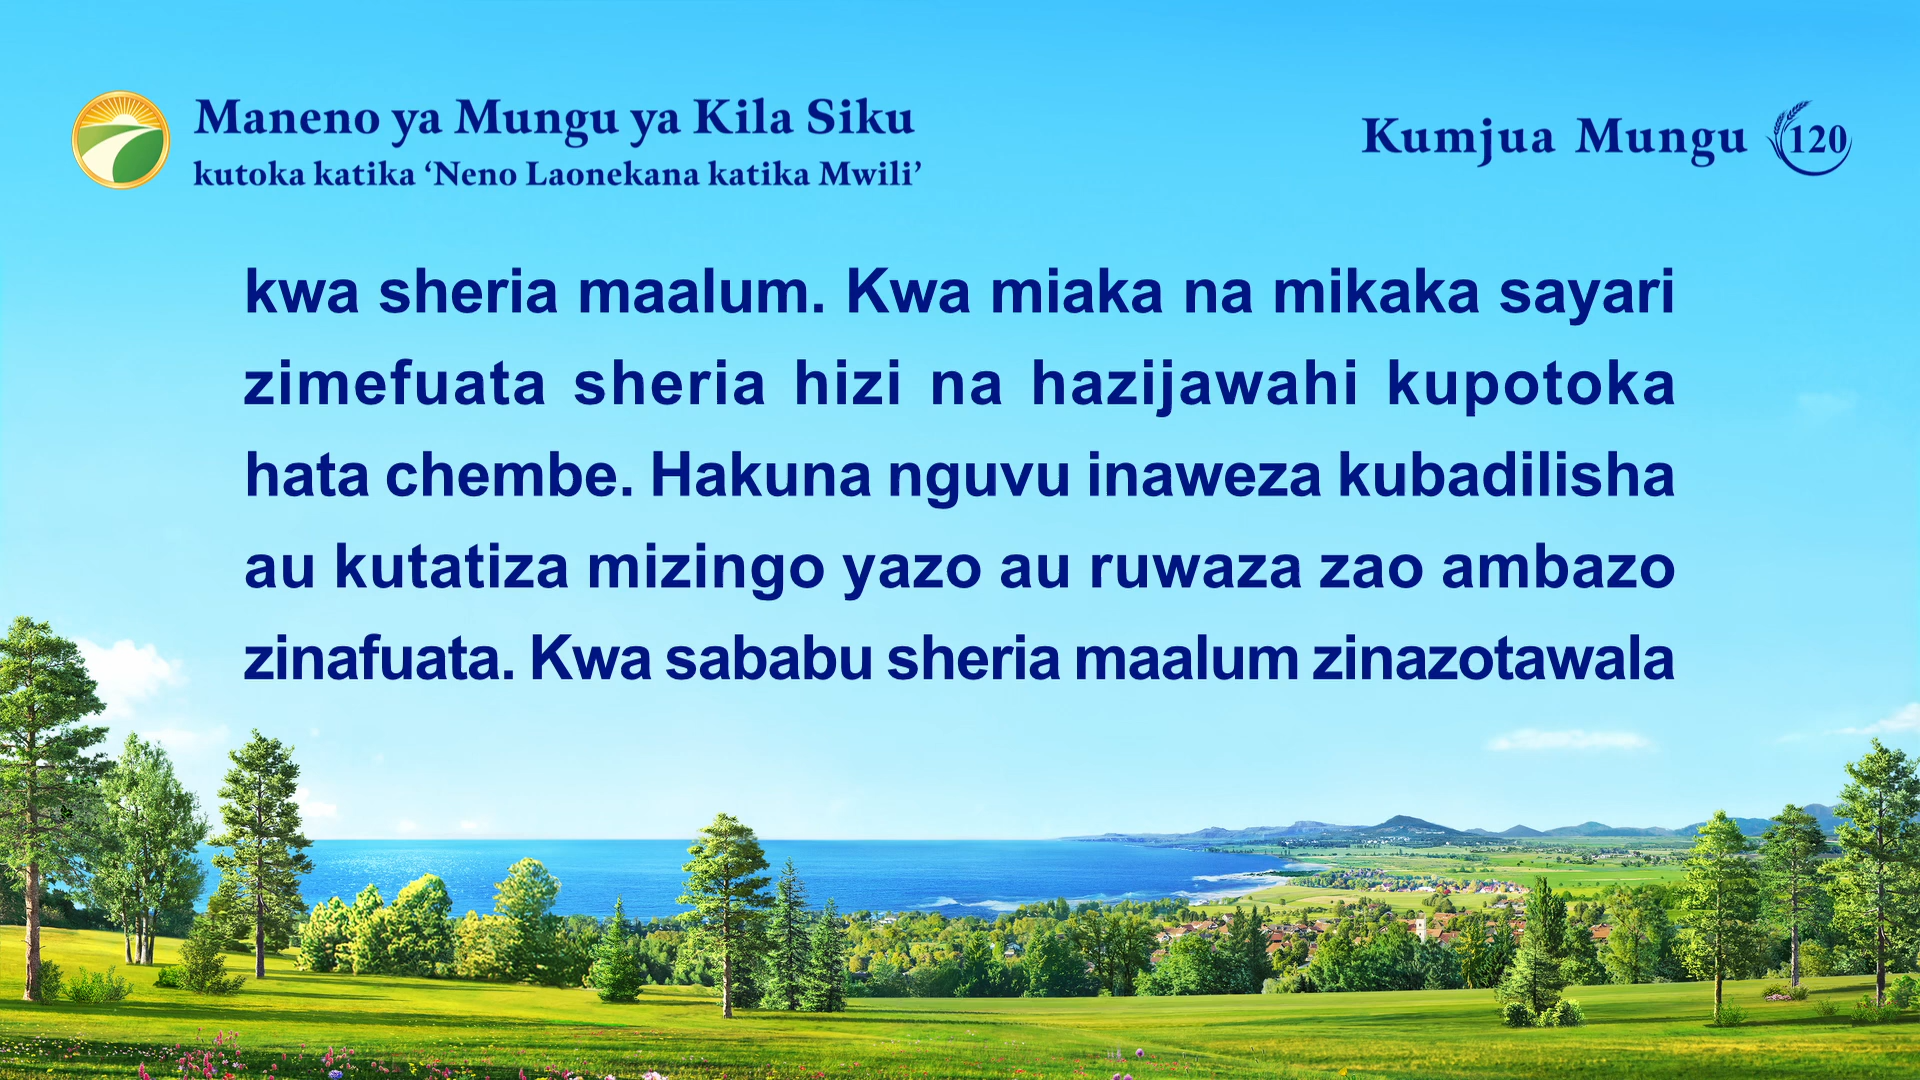 Maneno ya Mungu ya Kila Siku
kutoka katika ‘Neno Laonekana katika Mwili’
Kumjua Mungu 120
kwa sheria maalum. Kwa miaka na mikaka sayari
zimefuata sheria hizi na hazijawahi kupotoka
hata chembe. Hakuna nguvu inaweza kubadilisha
au kutatiza mizingo yazo au ruwaza zao ambazo
zinafuata. Kwa sababu sheria maalum zinazotawala